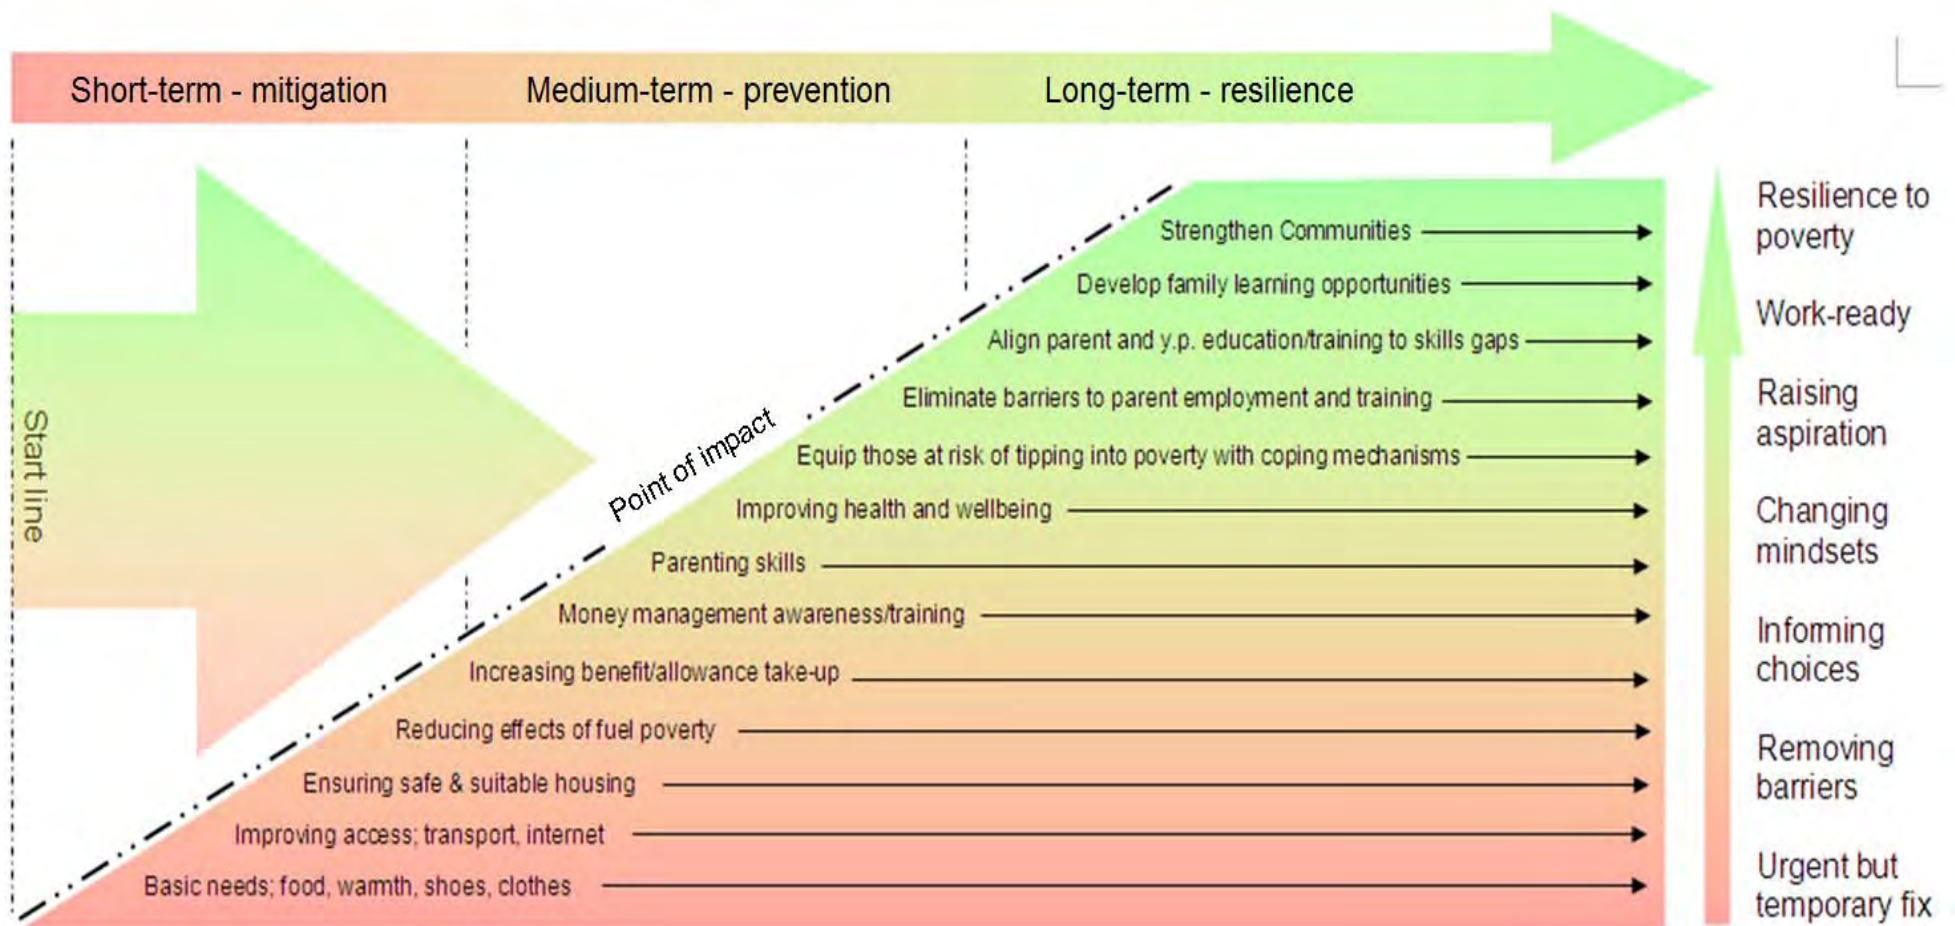 Short-term - mitigation
Medium-term - prevention
Long-term - resilience
Start line
Point of impact
Strengthen Communities
Develop family learning opportunities
Align parent and y.p. education/training to skills gaps
Eliminate barriers to parent employment and training
Equip those at risk of tipping into poverty with coping mechanisms
Improving health and wellbeing
Parenting skills
Money management awareness/training
Increasing benefit/allowance take-up
Reducing effects of fuel poverty
Ensuring safe & suitable housing
Improving access; transport, internet
Basic needs; food, warmth, shoes, clothes
Resilience to
poverty
Work-ready
Raising
aspiration
Changing
mindsets
Informing
choices
Removing
barriers
Urgent but
temporary fix